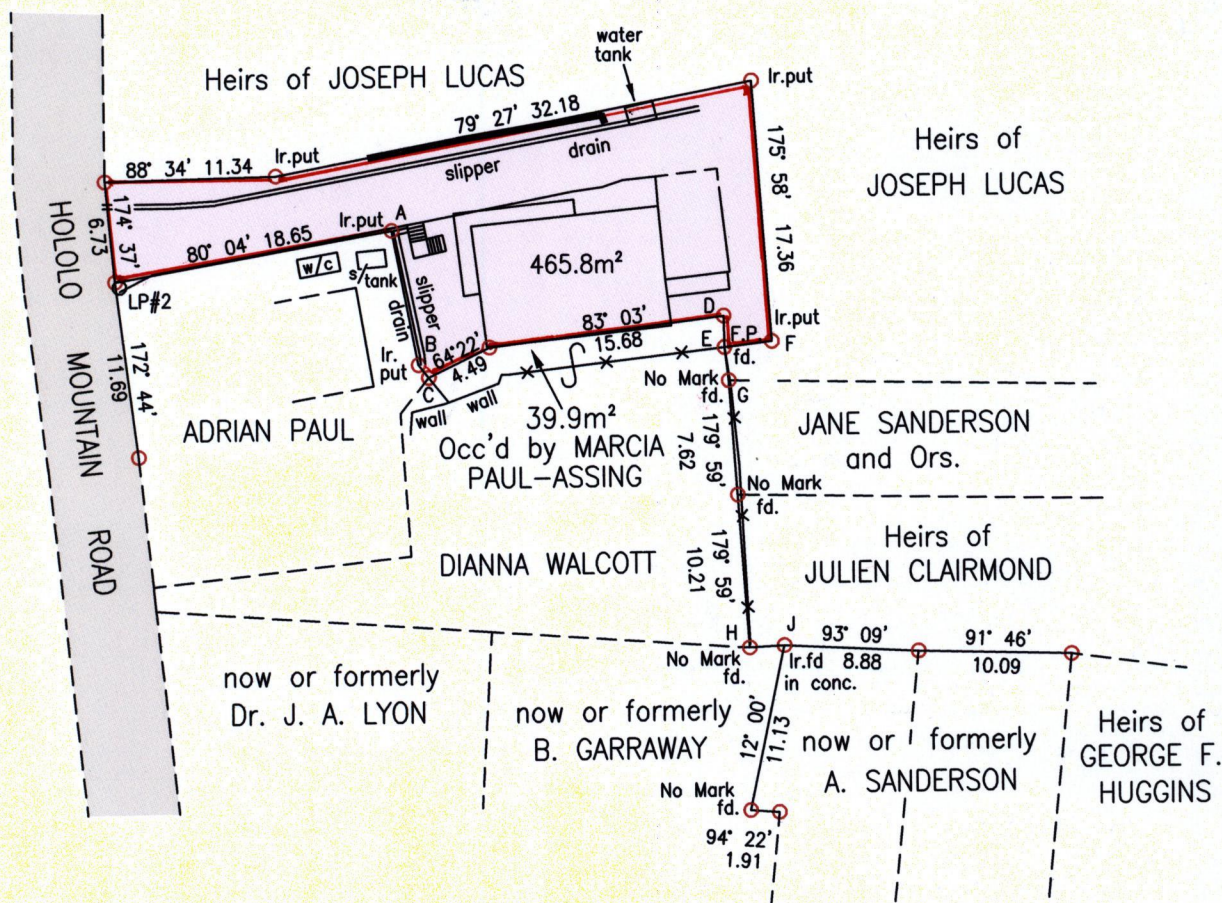 water
tank
Heirs of JOSEPH LUCAS
Ir.put
79° 27' 32.18
88° 34' 11.34
Ir.put
slipper drain
Heirs of
JOSEPH LUCAS
175° 58' 17.36
174° 37'
6.73
HOLOLO MOUNTAIN ROAD
80° 04' 18.65
Ir.put A
w/c
s/tank
LP#2
slipper
drain
465.8m²
D
83° 03'
15.68
E F.P.
fd.
Ir.put
F
B
Ir.
put
64°22'
4.49
C
172° 44'
11.69
No Mark
fd.
G
wall
wall
39.9m²
Occ'd by MARCIA
PAUL-ASSING
ADRIAN PAUL
JANE SANDERSON
and Ors.
179° 59'
7.62
No Mark
fd.
DIANNA WALCOTT
Heirs of
JULIEN CLAIRMOND
179° 59'
10.21
H
J
No Mark
fd.
Ir.fd
in conc.
93° 09'
8.88
91° 46'
10.09
now or formerly
Dr. J. A. LYON
now or formerly
B. GARRAWAY
12° 00'
11.13
now or formerly
A. SANDERSON
Heirs of
GEORGE F.
HUGGINS
No Mark
fd.
94° 22'
1.91